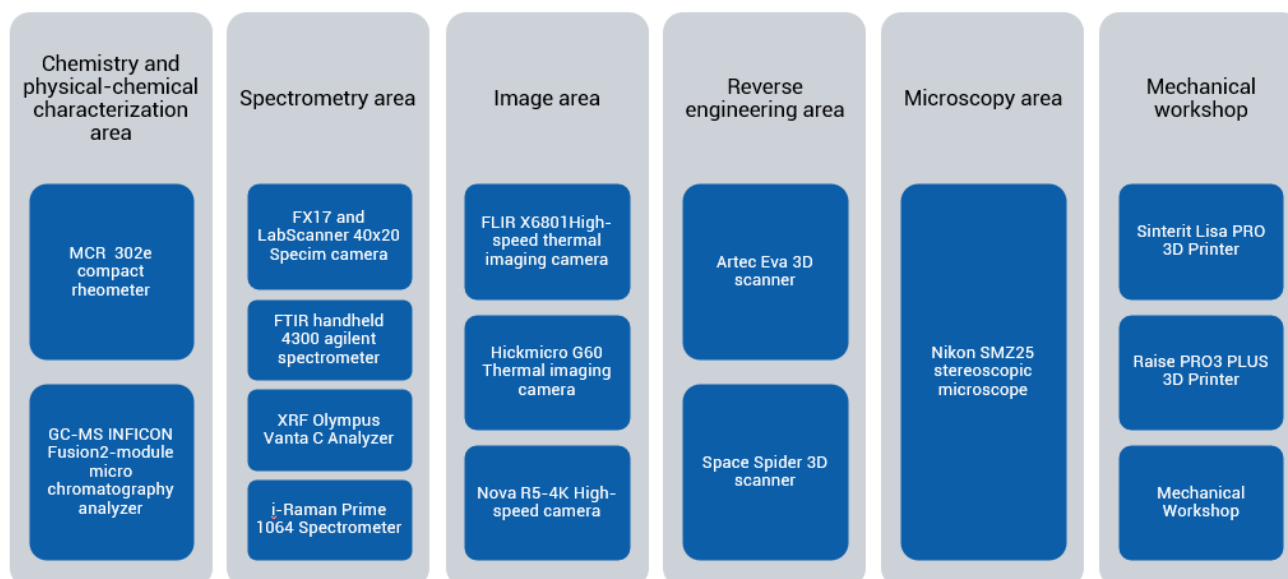 Chemistry and
physical-chemical
characterization
area
MCR 302e
compact
rheometer
GC-MS INFICON
Fusion2-module
micro
chromatography
analyzer
Spectrometry area
FX17 and
LabScanner 40x20
Specim camera
FTIR handheld
4300 agilent
spectrometer
XRF Olympus
Vanta C Analyzer
i-Raman Prime
1064 Spectrometer
Image area
FLIR X6801High-
speed thermal
imaging camera
Hickmicro G60
Thermal imaging
camera
Nova R5-4K High-
speed camera
Reverse
engineering area
Artec Eva 3D
scanner
Space Spider 3D
scanner
Microscopy area
Nikon SMZ25
stereoscopic
microscope
Mechanical
workshop
Sinterit Lisa PRO
3D Printer
Raise PRO3 PLUS
3D Printer
Mechanical
Workshop